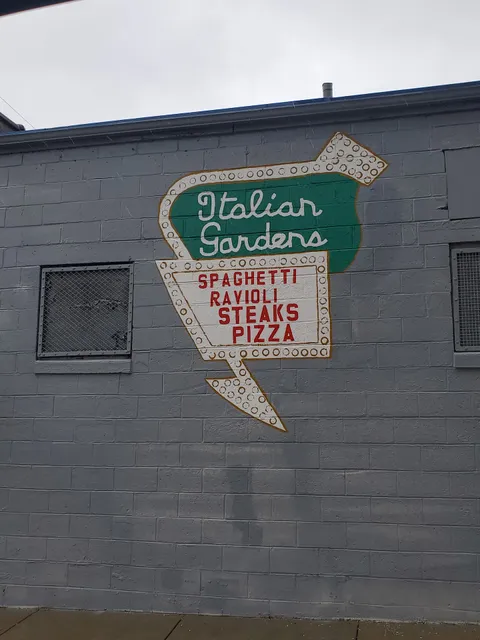 Italian
Gardens
SPAGHETTI
RAVIOLI
STEAKS
PIZZA